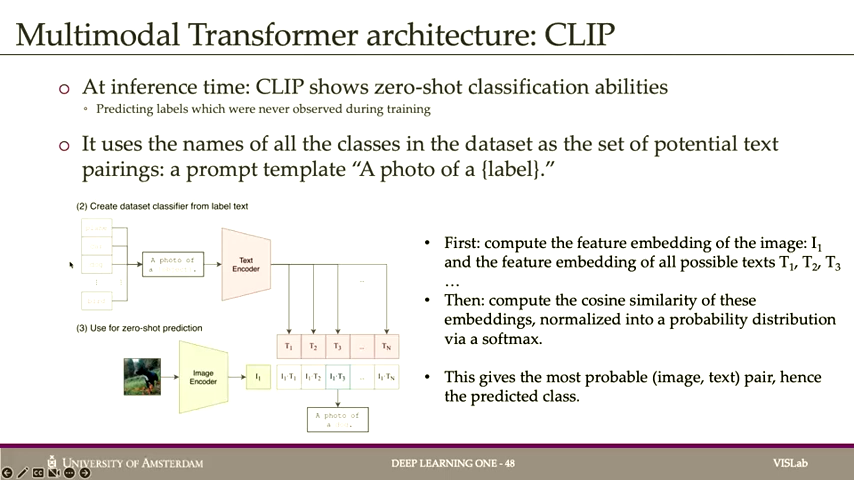 Multimodal Transformer architecture: CLIP
At inference time: CLIP shows zero-shot classification abilities
Predicting labels which were never observed during training
It uses the names of all the classes in the dataset as the set of potential text
pairings: a prompt template “A photo of a {label}.”
(2) Create dataset classifier from label text
A photo of
a
Text
Encoder
(3) Use for zero-shot prediction
Image
Encoder
I₁
T₁ T₂ T₃ ... T_N
I₁·T₁ I₁·T₂ I₁·T₃ ... I₁·T_N
A photo of
a
• First: compute the feature embedding of the image: I₁
and the feature embedding of all possible texts T₁, T₂, T₃
…
• Then: compute the cosine similarity of these
embeddings, normalized into a probability distribution
via a softmax.
• This gives the most probable (image, text) pair, hence
the predicted class.
UNIVERSITY OF AMSTERDAM
DEEP LEARNING ONE - 48
VISLab